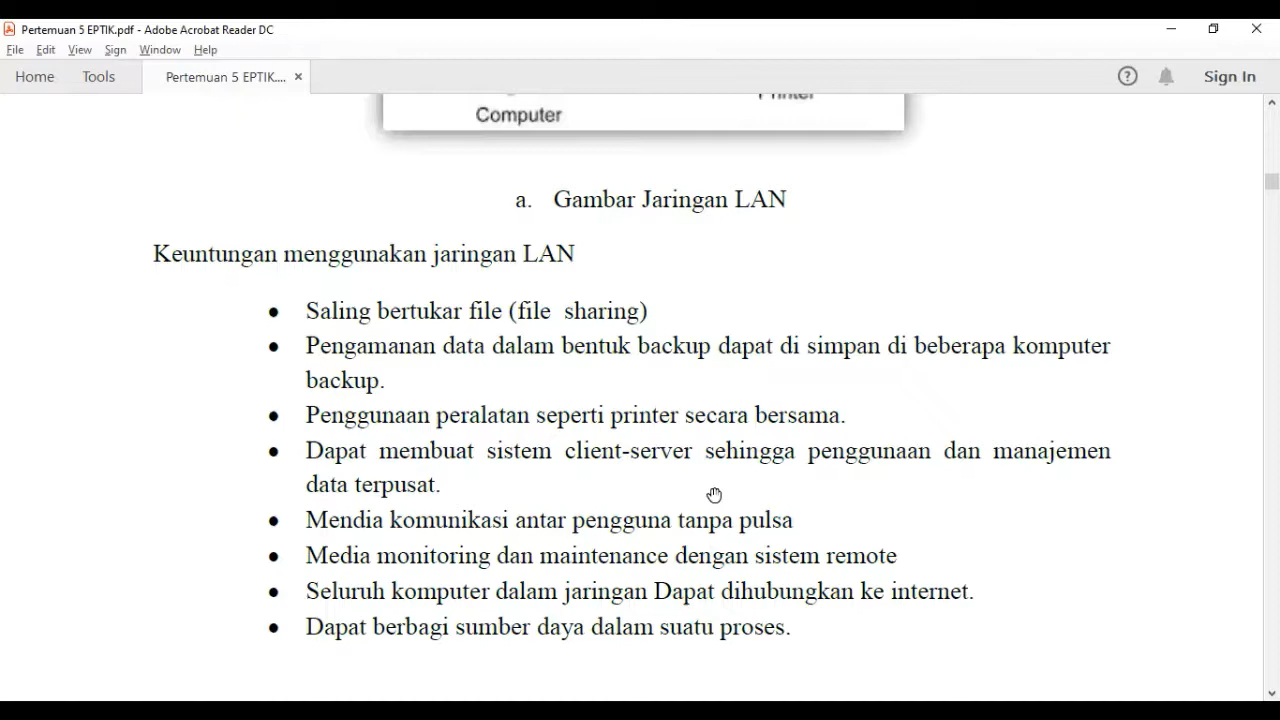 Pertemuan 5 EPTIK.pdf - Adobe Acrobat Reader DC
File Edit View Sign Window Help
Home Tools Pertemuan 5 EPTIK.... × Sign In
Printer
Computer
a. Gambar Jaringan LAN
Keuntungan menggunakan jaringan LAN
• Saling bertukar file (file  sharing)
• Pengamanan data dalam bentuk backup dapat di simpan di beberapa komputer
backup.
• Penggunaan peralatan seperti printer secara bersama.
• Dapat membuat sistem client-server sehingga penggunaan dan manajemen
data terpusat.
• Mendia komunikasi antar pengguna tanpa pulsa
• Media monitoring dan maintenance dengan sistem remote
• Seluruh komputer dalam jaringan Dapat dihubungkan ke internet.
• Dapat berbagi sumber daya dalam suatu proses.